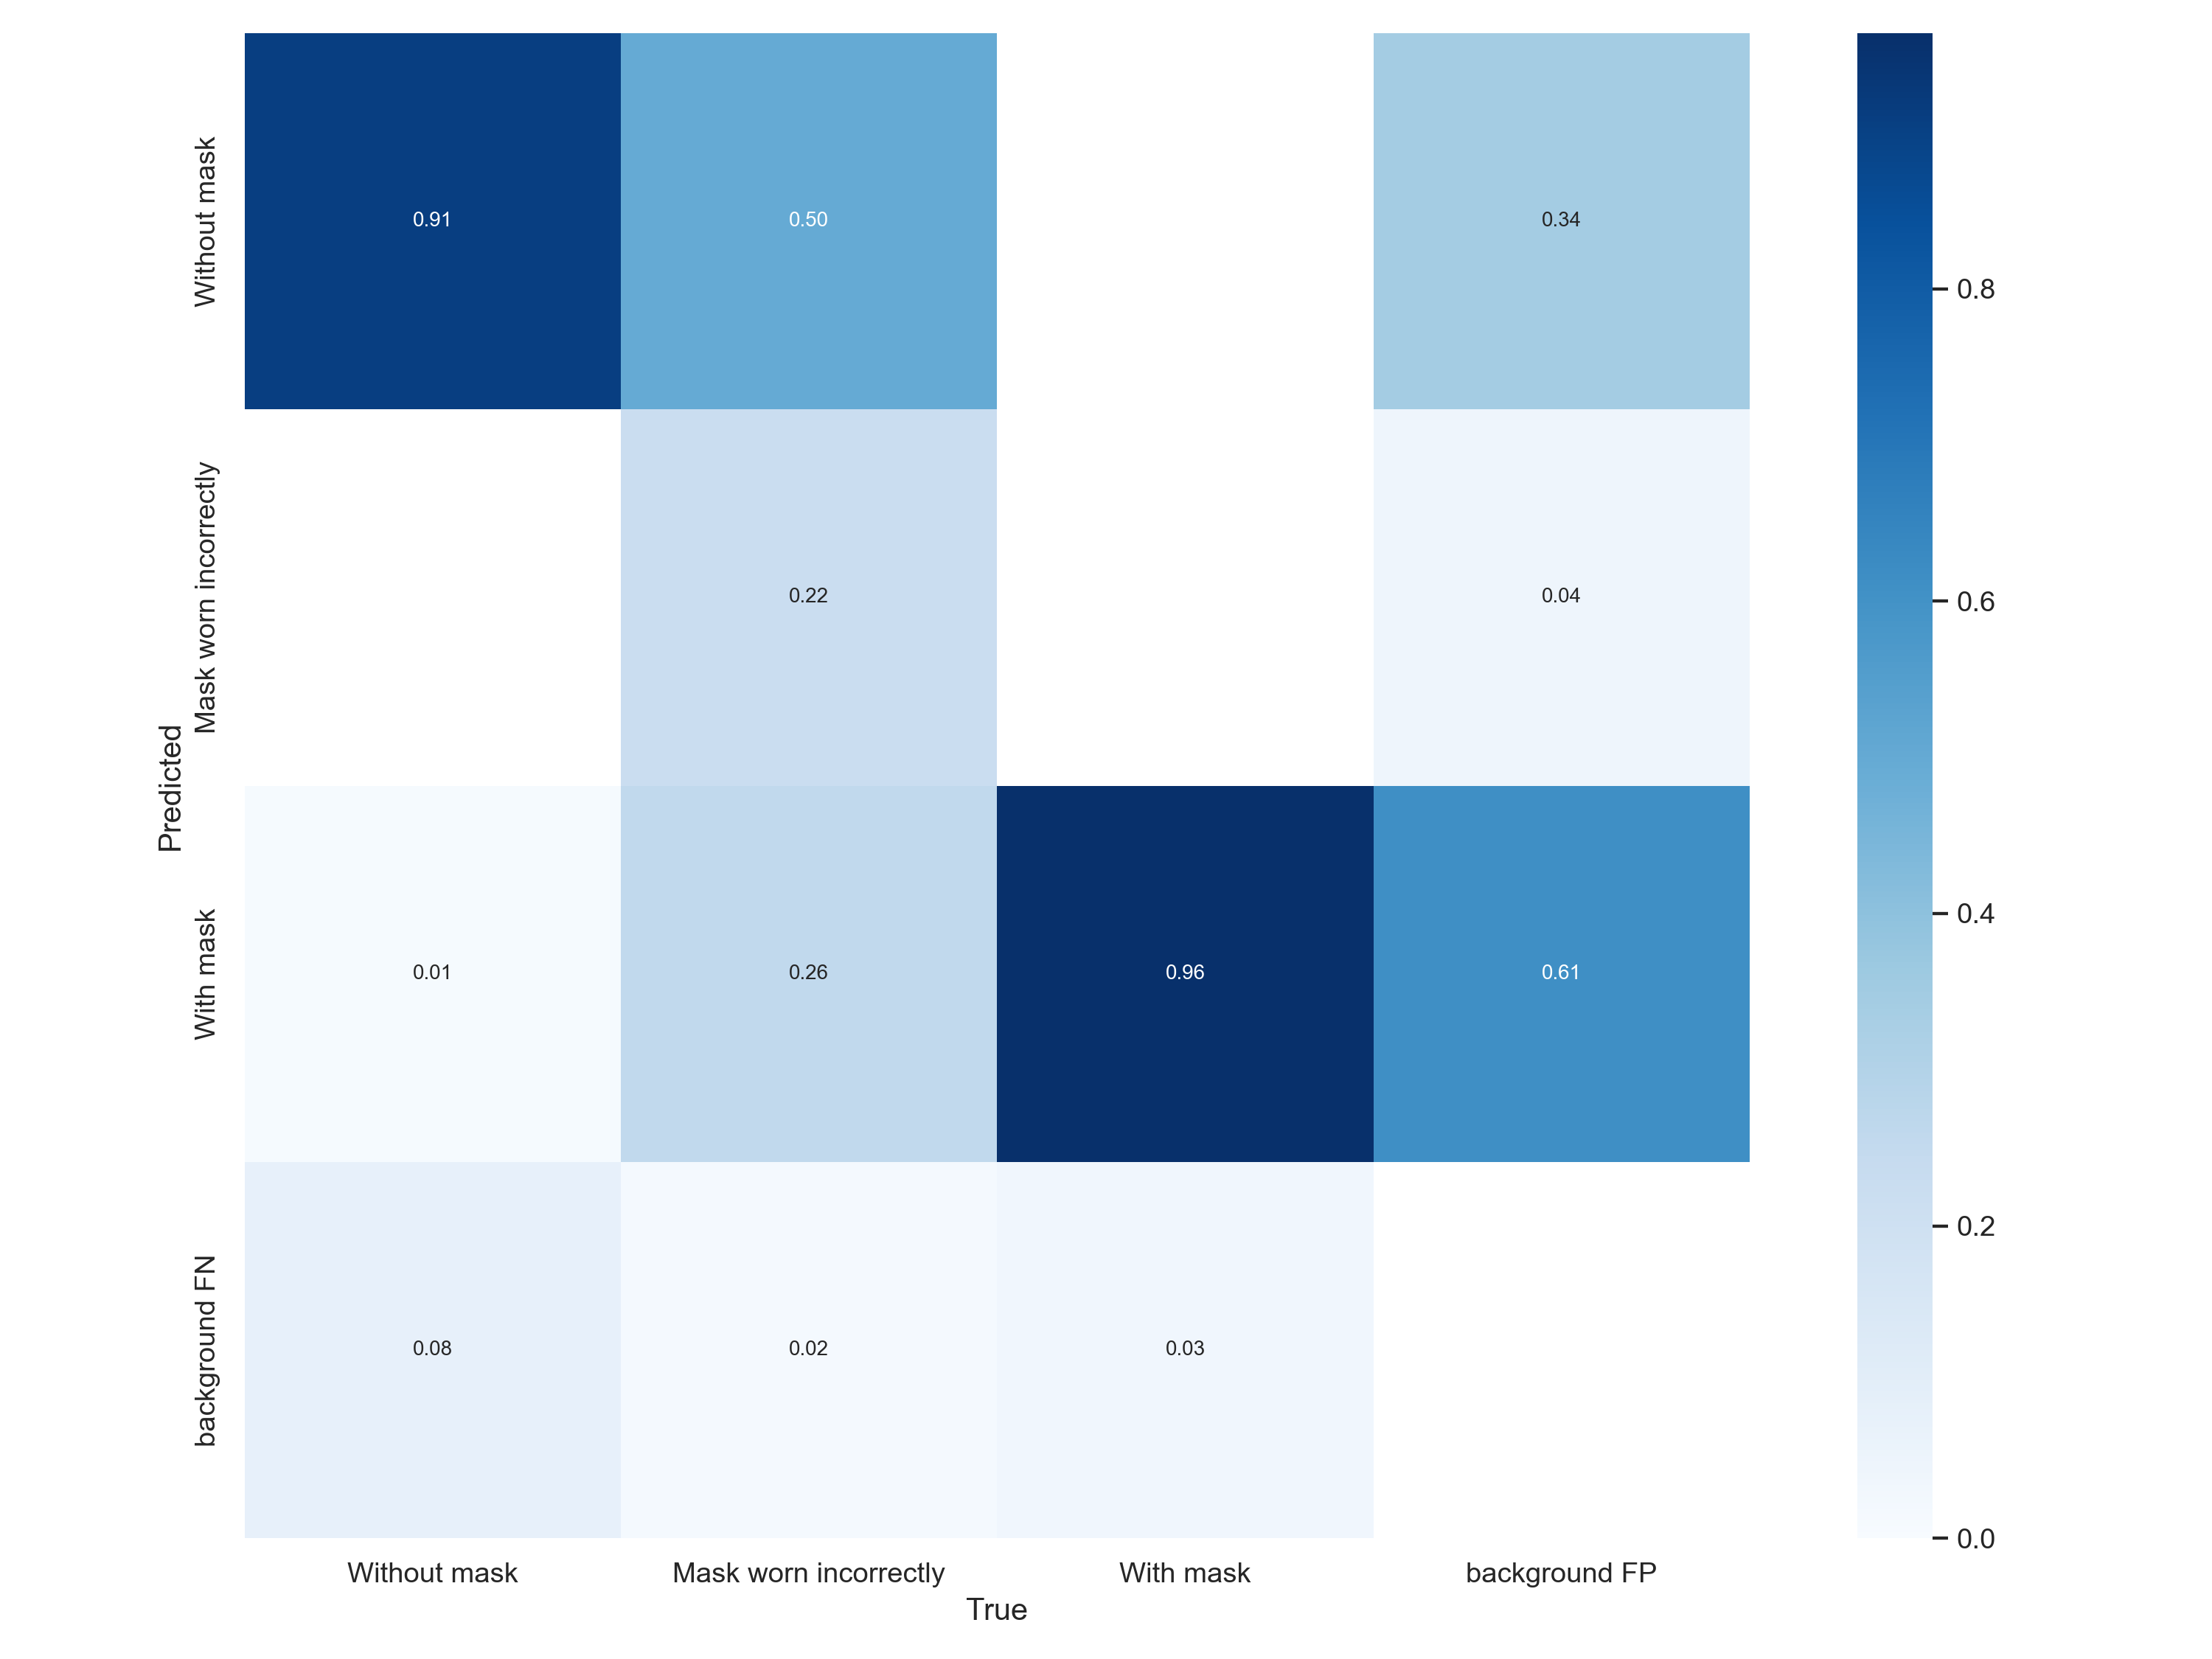 Predicted
Without mask
0.91
0.50
0.34
Mask worn incorrectly
0.22
0.04
With mask
0.01
0.26
0.96
0.61
background FN
0.08
0.02
0.03
Without mask
Mask worn incorrectly
With mask
background FP
True
0.8
0.6
0.4
0.2
0.0